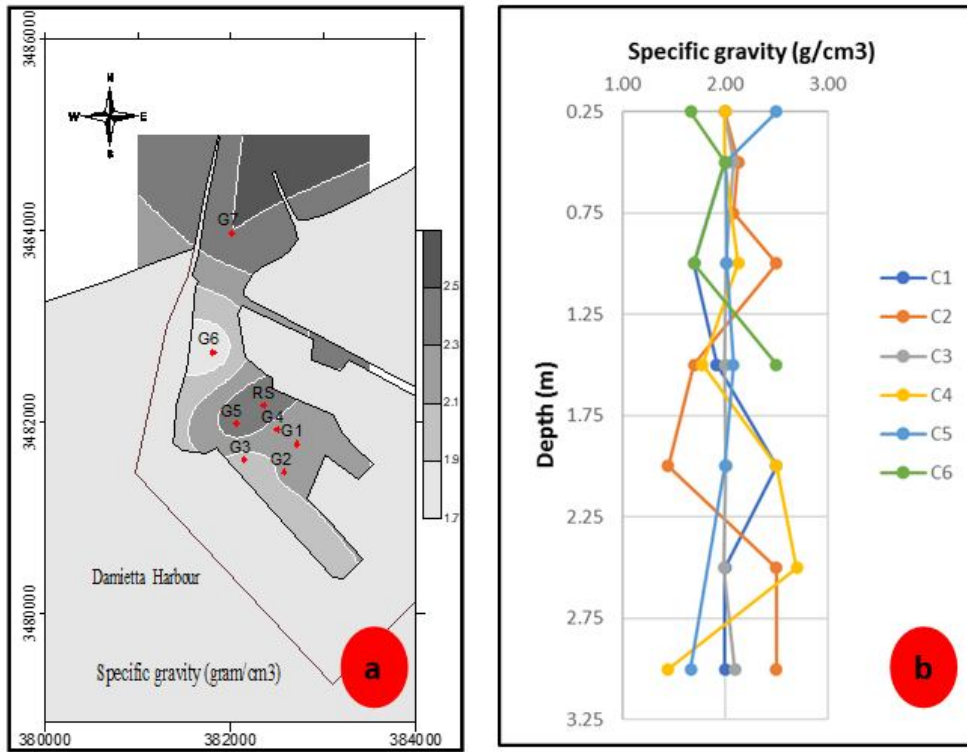 3486000
3484000
3482000
3480000
N
W E
S
G7
G6
RS
G5
G4
G1
G3
G2
2.5
2.3
2.1
1.9
1.7
Damietta Harbour
Specific gravity (gram/cm3)
380000 382000 384000
a
Specific gravity (g/cm3)
1.00 2.00 3.00
Depth (m)
0.25
0.75
1.25
1.75
2.25
2.75
3.25
C1
C2
C3
C4
C5
C6
b